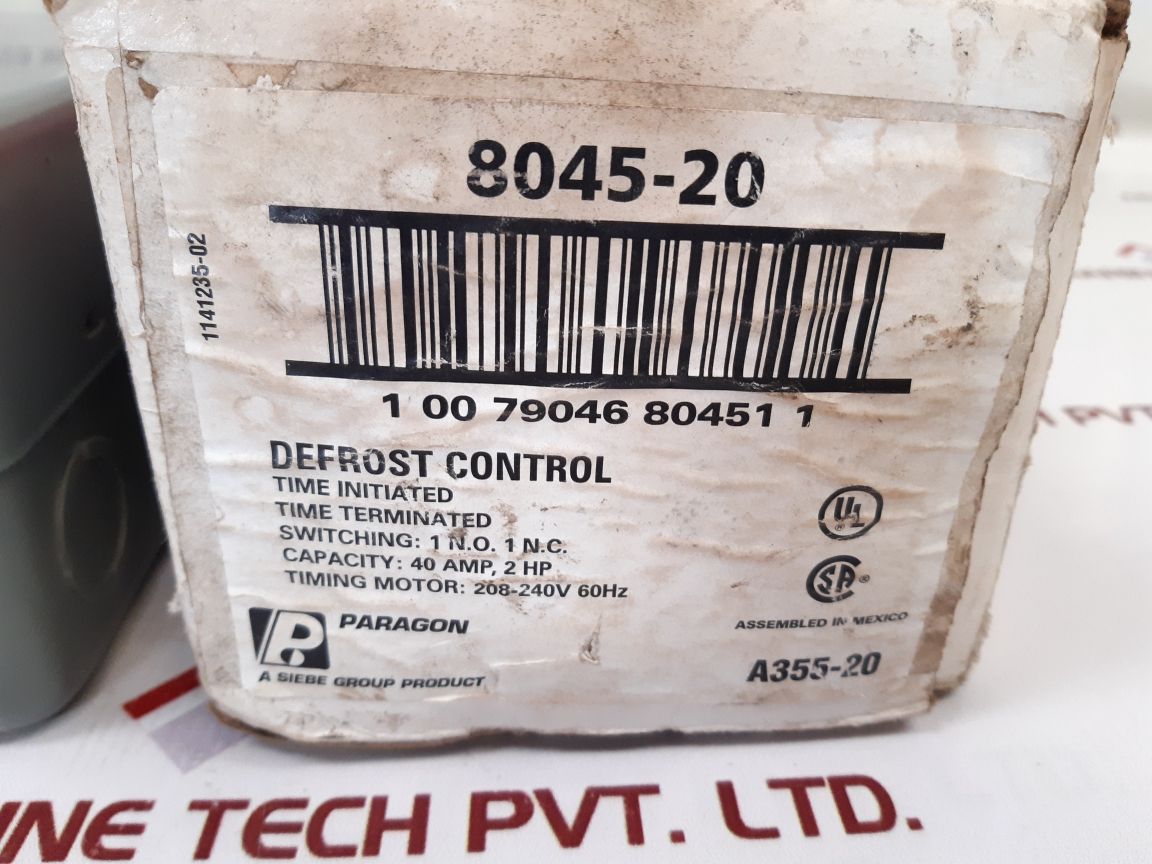 8045-20
1141235-02
1 00 79046 80451 1
DEFROST CONTROL
TIME INITIATED
TIME TERMINATED
SWITCHING: 1 N.O. 1 N.C.
CAPACITY: 40 AMP, 2 HP
TIMING MOTOR: 208-240V 60Hz
UL
®
SA ®
P PARAGON
A SIEBE GROUP PRODUCT
ASSEMBLED IN MEXICO
A355-20
TECH PVT. LTD.